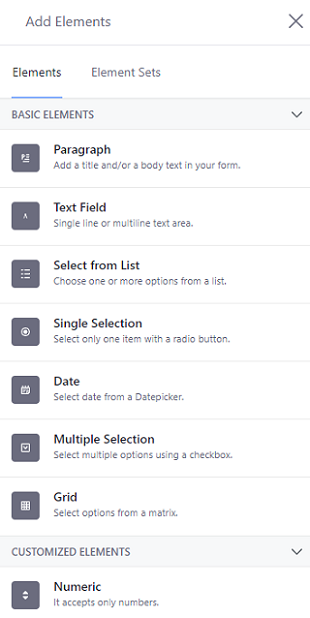 Add Elements
Elements
Element Sets
BASIC ELEMENTS
Paragraph
Add a title and/or a body text in your form.
Text Field
Single line or multiline text area.
Select from List
Choose one or more options from a list.
Single Selection
Select only one item with a radio button.
Date
Select date from a Datepicker.
Multiple Selection
Select multiple options using a checkbox.
Grid
Select options from a matrix.
CUSTOMIZED ELEMENTS
Numeric
It accepts only numbers.